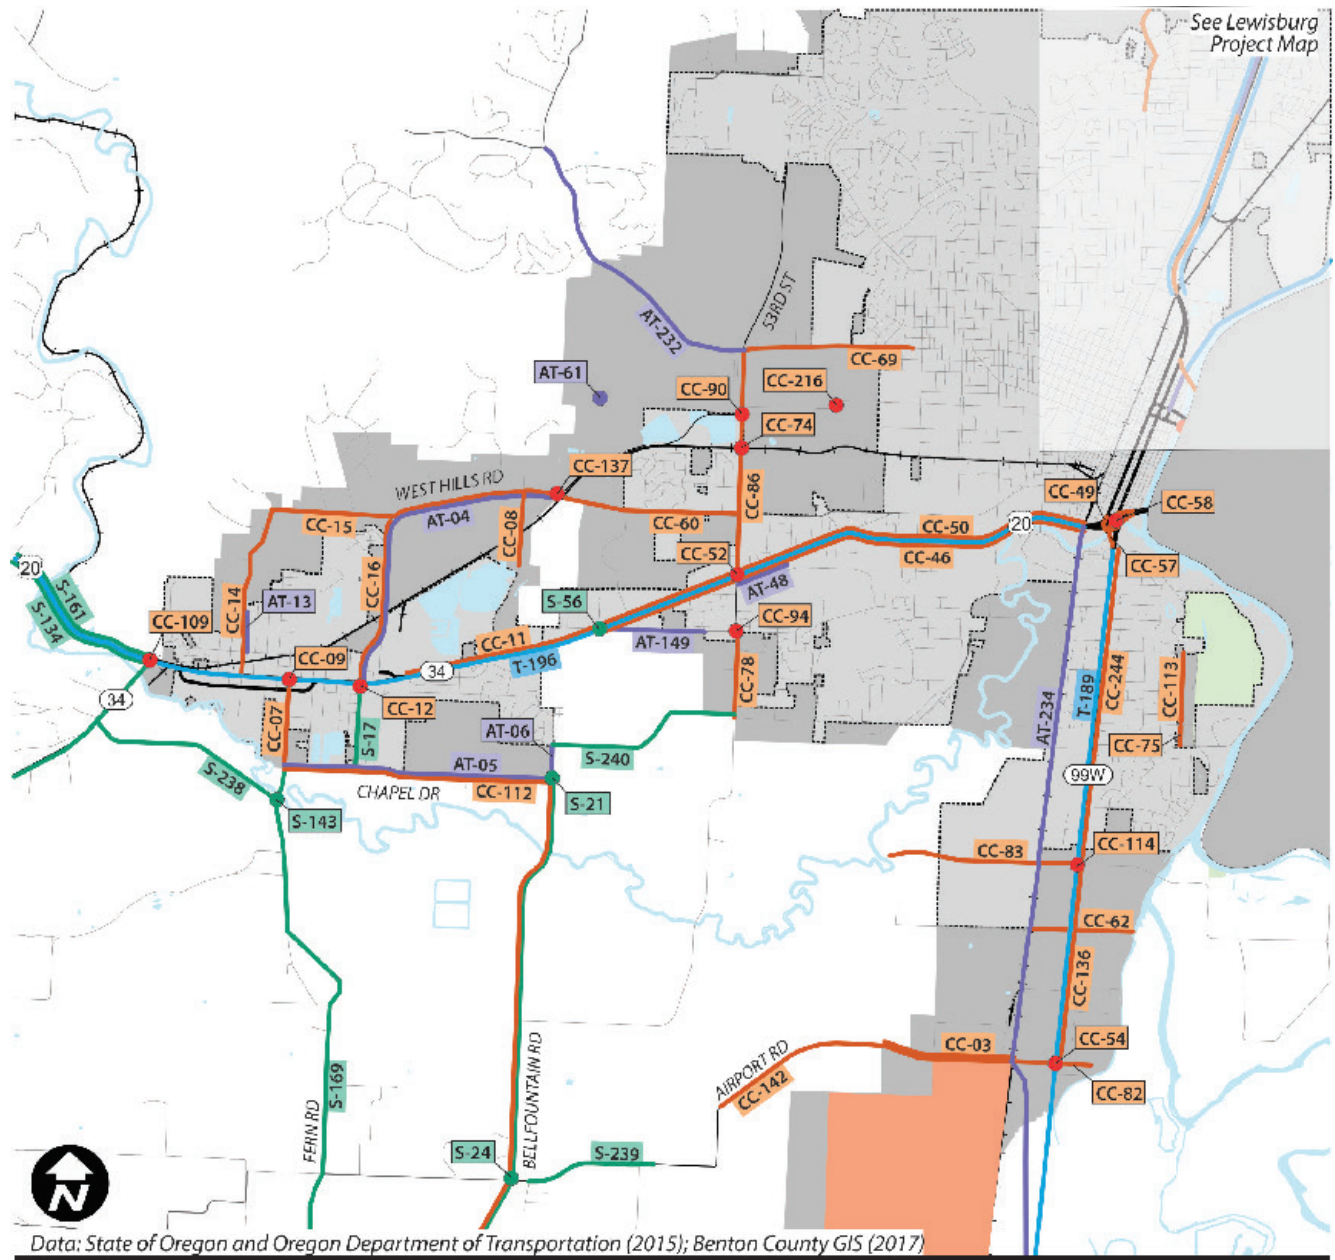 See Lewisburg
Project Map
53RD ST
AT-232
CC-69
AT-61
CC-216
CC-90
CC-74
CC-137
WEST HILLS RD
CC-86
CC-49
CC-58
CC-15
AT-04
CC-08
CC-60
CC-50
20
CC-52
CC-46
CC-57
20
S-161
S-134
CC-16
AT-48
CC-14
AT-13
S-56
CC-109
CC-94
CC-11
AT-149
T-196
CC-09
34
CC-78
CC-244
CC-113
34
CC-12
T-189
AT-234
CC-07
S-17
AT-06
CC-75
S-240
AT-05
99W
S-238
CHAPEL DR
CC-112
S-21
S-143
CC-83
CC-114
CC-62
CC-136
CC-03
CC-54
AIRPORT RD
CC-142
CC-82
S-169
BELLFOUNTAIN RD
FERN RD
S-24
S-239
N
Data: State of Oregon and Oregon Department of Transportation (2015); Benton County GIS (2017)